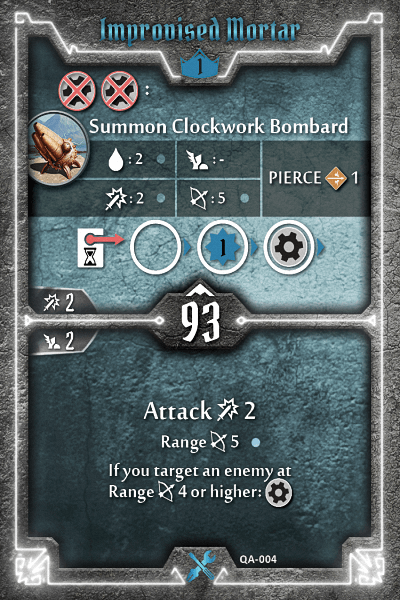 Improvised Mortar
1
:
Summon Clockwork Bombard
: 2
: -
PIERCE 1
: 2
: 5
1
2
93
2
Attack 2
Range 5
If you target an enemy at
Range 4 or higher:
QA-004